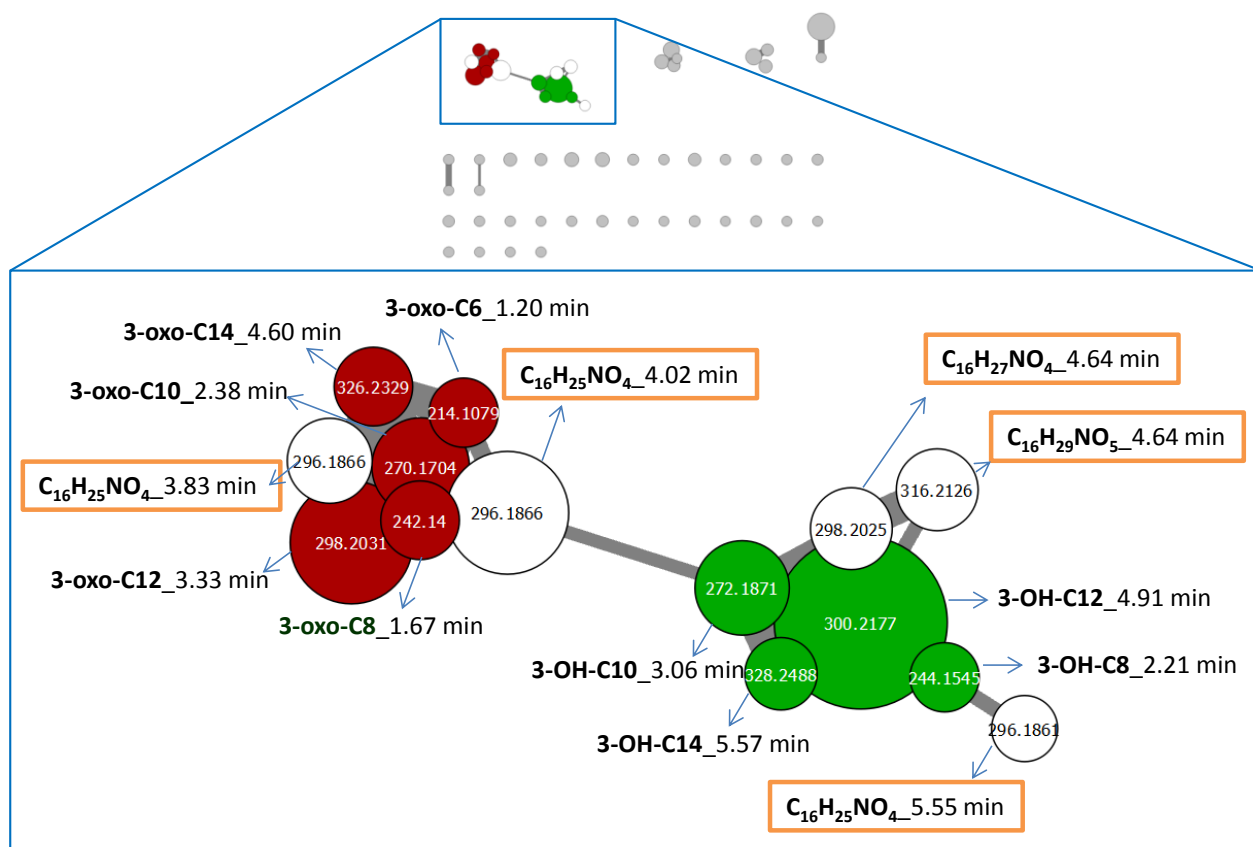 3-oxo-C6_1.20 min
3-oxo-C14_4.60 min
3-oxo-C10_2.38 min
C₁₆H₂₅NO₄_4.02 min
C₁₆H₂₇NO₄_4.64 min
C₁₆H₂₉NO₅_4.64 min
326.2329
214.1079
296.1866
270.1704
C₁₆H₂₅NO₄_3.83 min
296.1866
242.14
298.2031
316.2126
298.2025
3-oxo-C12_3.33 min
3-oxo-C8_1.67 min
272.1871
300.2177
3-OH-C12_4.91 min
3-OH-C10_3.06 min
328.2488
244.1545
3-OH-C8_2.21 min
296.1861
3-OH-C14_5.57 min
C₁₆H₂₅NO₄_5.55 min